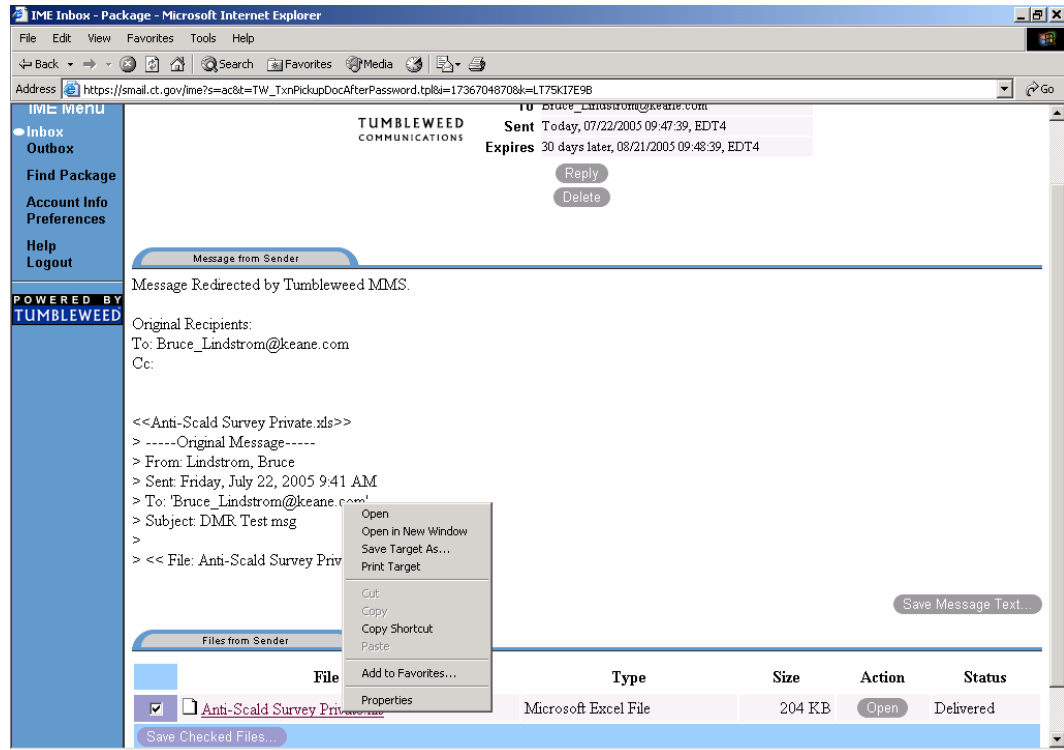 IME Inbox - Package - Microsoft Internet Explorer
File Edit View Favorites Tools Help
Back Search Favorites Media
Address https://smail.ct.gov/ime?s=ac&t=TW_TxnPickupDocAfterPassword.tpl&i=1736704870&k=LT75KI7E9B Go
IME Menu
Inbox
Outbox
Find Package
Account Info
Preferences
Help
Logout
POWERED BY
TUMBLEWEED
TUMBLEWEED
COMMUNICATIONS
To Bruce_Lindstrom@keane.com
Sent Today, 07/22/2005 09:47:39, EDT4
Expires 30 days later, 08/21/2005 09:48:39, EDT4
Reply
Delete
Message from Sender
Message Redirected by Tumbleweed MMS.
Original Recipients:
To: Bruce_Lindstrom@keane.com
Cc:
<<Anti-Scald Survey Private.xls>>
> -----Original Message-----
> From: Lindstrom, Bruce
> Sent: Friday, July 22, 2005 9:41 AM
> To: 'Bruce_Lindstrom@keane.com'
> Subject: DMR Test msg
>
> << File: Anti-Scald Survey Priv
Open
Open in New Window
Save Target As...
Print Target
Cut
Copy
Copy Shortcut
Paste
Add to Favorites...
Properties
Save Message Text...
Files from Sender
File Type Size Action Status
Anti-Scald Survey Private.xls Microsoft Excel File 204 KB Open Delivered
Save Checked Files...